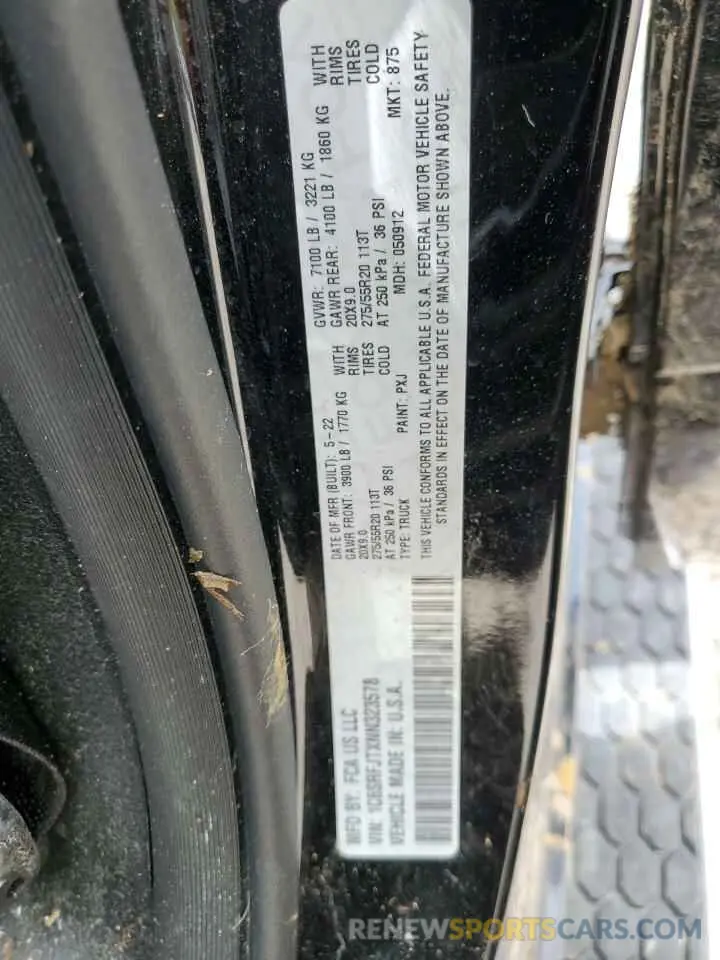 MFD BY: FCA US LLC
VIN: 1C6SRFJTXNN323578
VEHICLE MADE IN: U.S.A.
DATE OF MFR (BUILT): 5-22 GVWR: 7100 LB / 3221 KG
GAWR FRONT: 3900 LB / 1770 KG WITH GAWR REAR: 4100 LB / 1860 KG WITH
20X9.0 RIMS 20X9.0 RIMS
275/55R20 113T TIRES 275/55R20 113T TIRES
AT 250 kPa / 36 PSI COLD AT 250 kPa / 36 PSI COLD
TYPE: TRUCK PAINT: PXJ MDH: 050912 MKT: 875
THIS VEHICLE CONFORMS TO ALL APPLICABLE U.S.A. FEDERAL MOTOR VEHICLE SAFETY
STANDARDS IN EFFECT ON THE DATE OF MANUFACTURE SHOWN ABOVE.
RENEWSPORTSCARS.COM